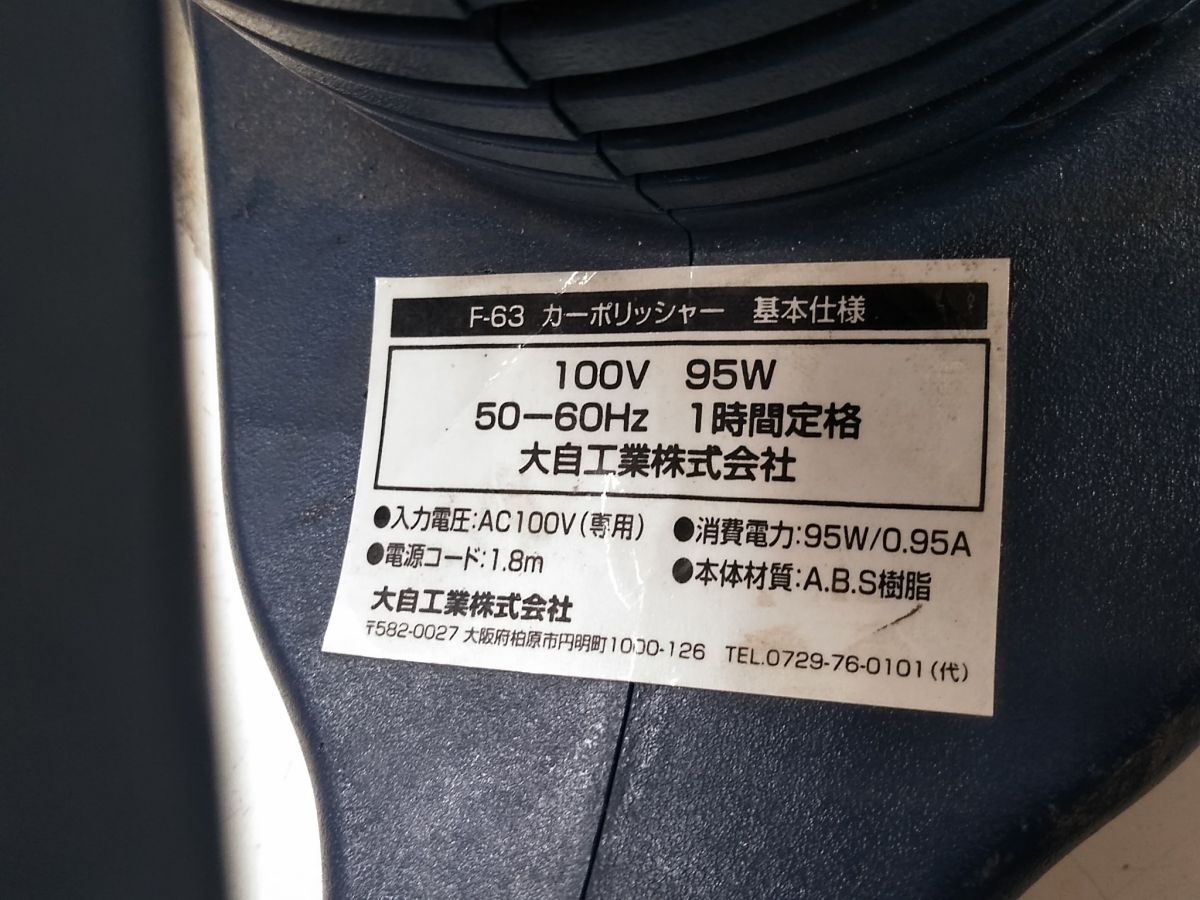 F-63 カーポリッシャー 基本仕様
100V 95W
50－60Hz 1時間定格
大自工業株式会社
●入力電圧:AC100V(専用) ●消費電力:95W/0.95A
●電源コード:1.8m ●本体材質:A.B.S樹脂
大自工業株式会社
〒582-0027 大阪府柏原市円明町1000-126 TEL.0729-76-0101(代)